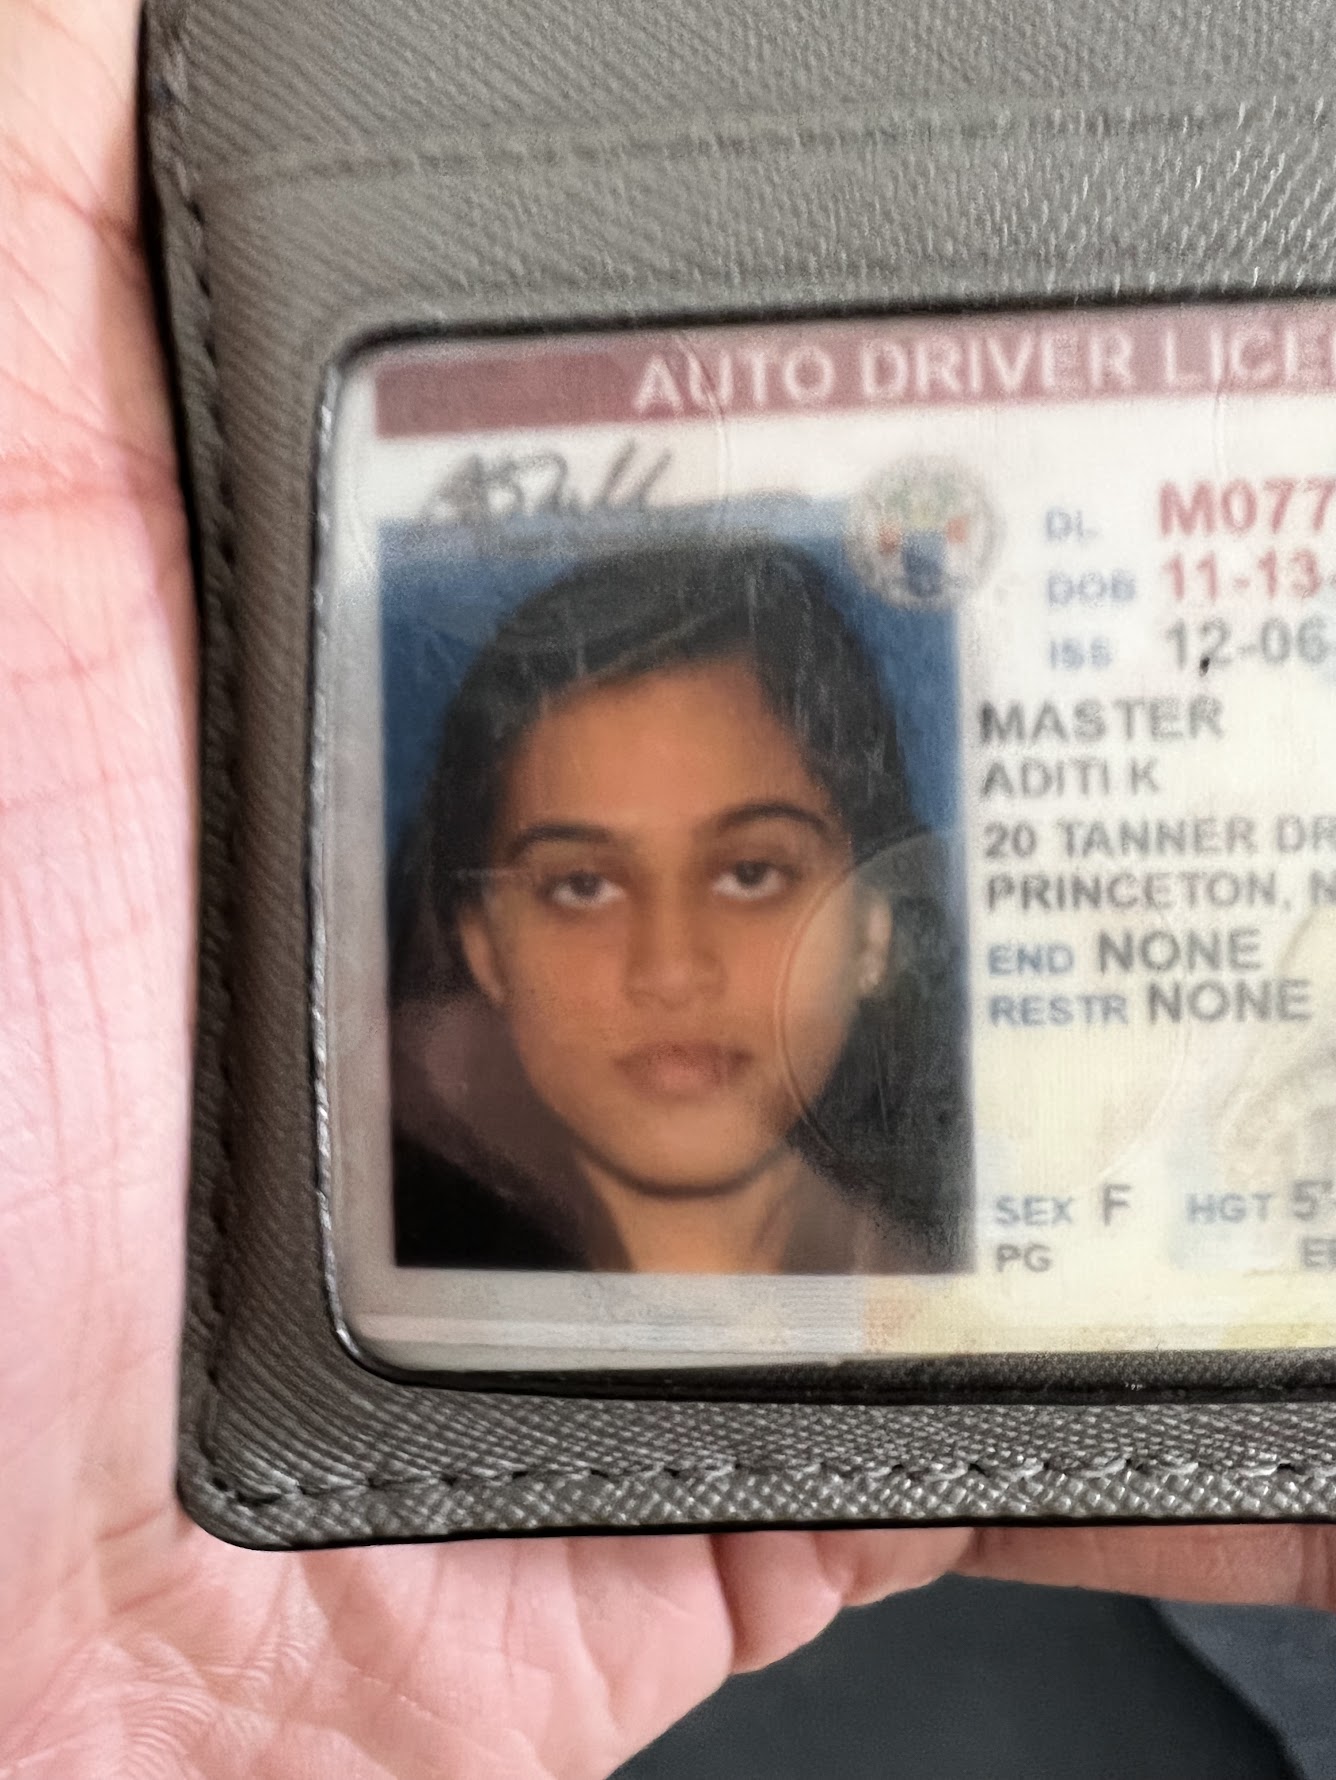 AUTO DRIVER LICE
DL M077
DOB 11-13-
ISS 12-06
MASTER
ADITI K
20 TANNER DR
PRINCETON, N
END NONE
RESTR NONE
SEX F HGT 5'
PG